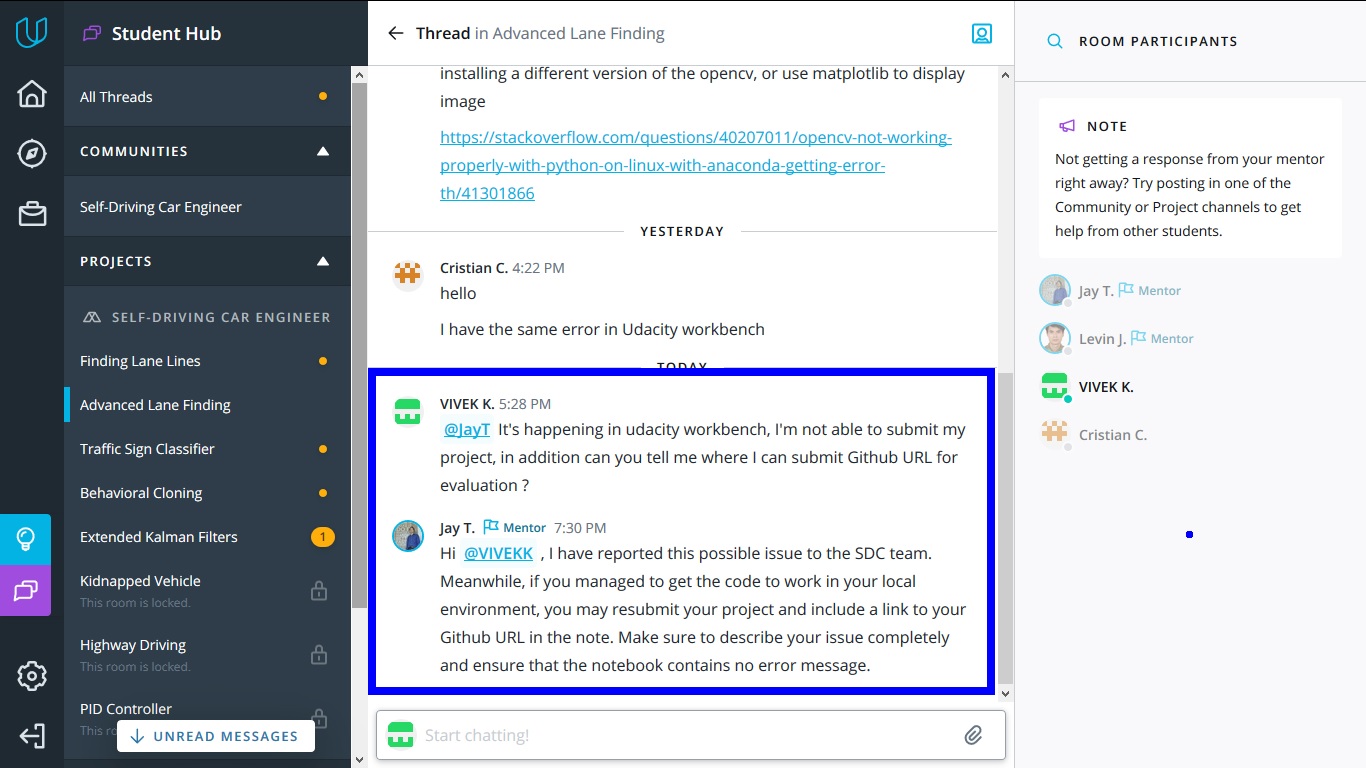 Student Hub
All Threads
COMMUNITIES
Self-Driving Car Engineer
PROJECTS
SELF-DRIVING CAR ENGINEER
Finding Lane Lines
Advanced Lane Finding
Traffic Sign Classifier
Behavioral Cloning
Extended Kalman Filters 1
Kidnapped Vehicle
This room is locked.
Highway Driving
This room is locked.
PID Controller
This ro
UNREAD MESSAGES
Thread in Advanced Lane Finding
installing a different version of the opencv, or use matplotlib to display
image
https://stackoverflow.com/questions/40207011/opencv-not-working-
properly-with-python-on-linux-with-anaconda-getting-error-
th/41301866
YESTERDAY
Cristian C. 4:22 PM
hello
I have the same error in Udacity workbench
TODAY
VIVEK K. 5:28 PM
@JayT It's happening in udacity workbench, I'm not able to submit my
project, in addition can you tell me where I can submit Github URL for
evaluation ?
Jay T. Mentor 7:30 PM
Hi @VIVEKK , I have reported this possible issue to the SDC team.
Meanwhile, if you managed to get the code to work in your local
environment, you may resubmit your project and include a link to your
Github URL in the note. Make sure to describe your issue completely
and ensure that the notebook contains no error message.
Start chatting!
ROOM PARTICIPANTS
NOTE
Not getting a response from your mentor
right away? Try posting in one of the
Community or Project channels to get
help from other students.
Jay T. Mentor
Levin J. Mentor
VIVEK K.
Cristian C.